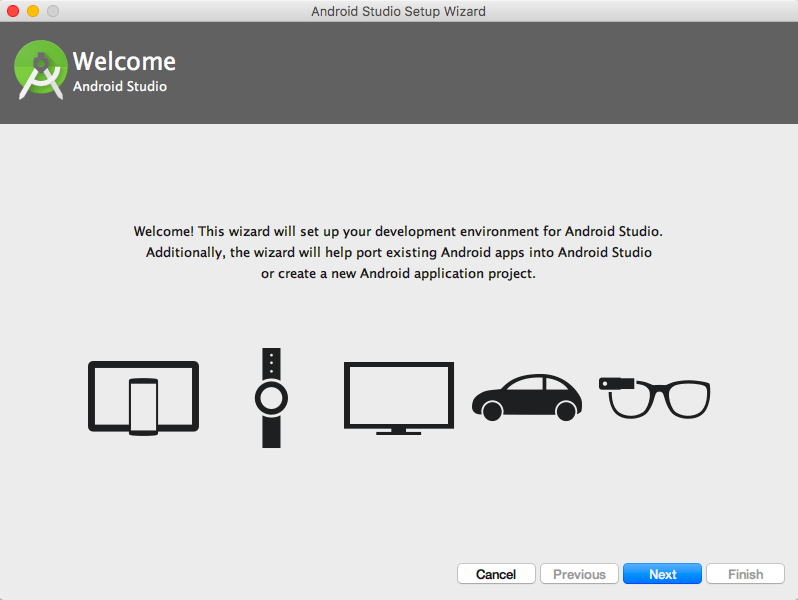 Android Studio Setup Wizard
Welcome
Android Studio
Welcome! This wizard will set up your development environment for Android Studio.
Additionally, the wizard will help port existing Android apps into Android Studio
or create a new Android application project.
Cancel
Previous
Next
Finish